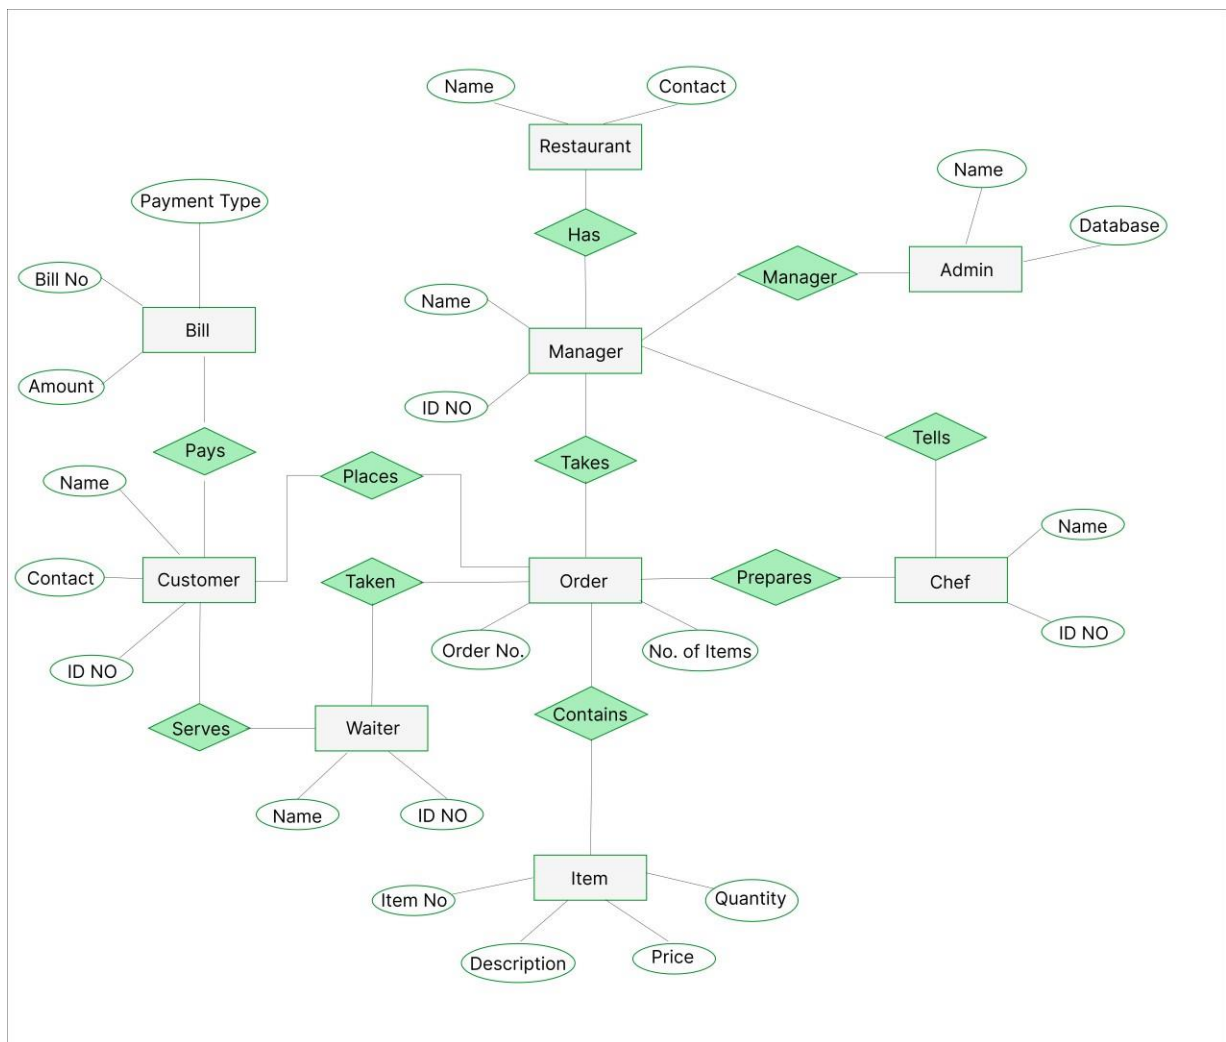 Name
Contact
Restaurant
Name
Payment Type
Database
Has
Manager
Admin
Bill No
Name
Bill
Manager
Amount
ID NO
Tells
Pays
Takes
Places
Name
Name
Contact
Customer
Taken
Order
Prepares
Chef
ID NO
Order No.
No. of Items
ID NO
Contains
Serves
Waiter
Name
ID NO
Item
Item No
Quantity
Description
Price